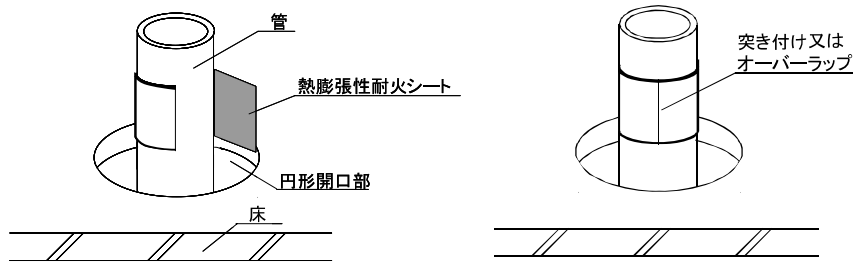 管
熱膨張性耐火シート
円形開口部
床
突き付け又は
オーバーラップ